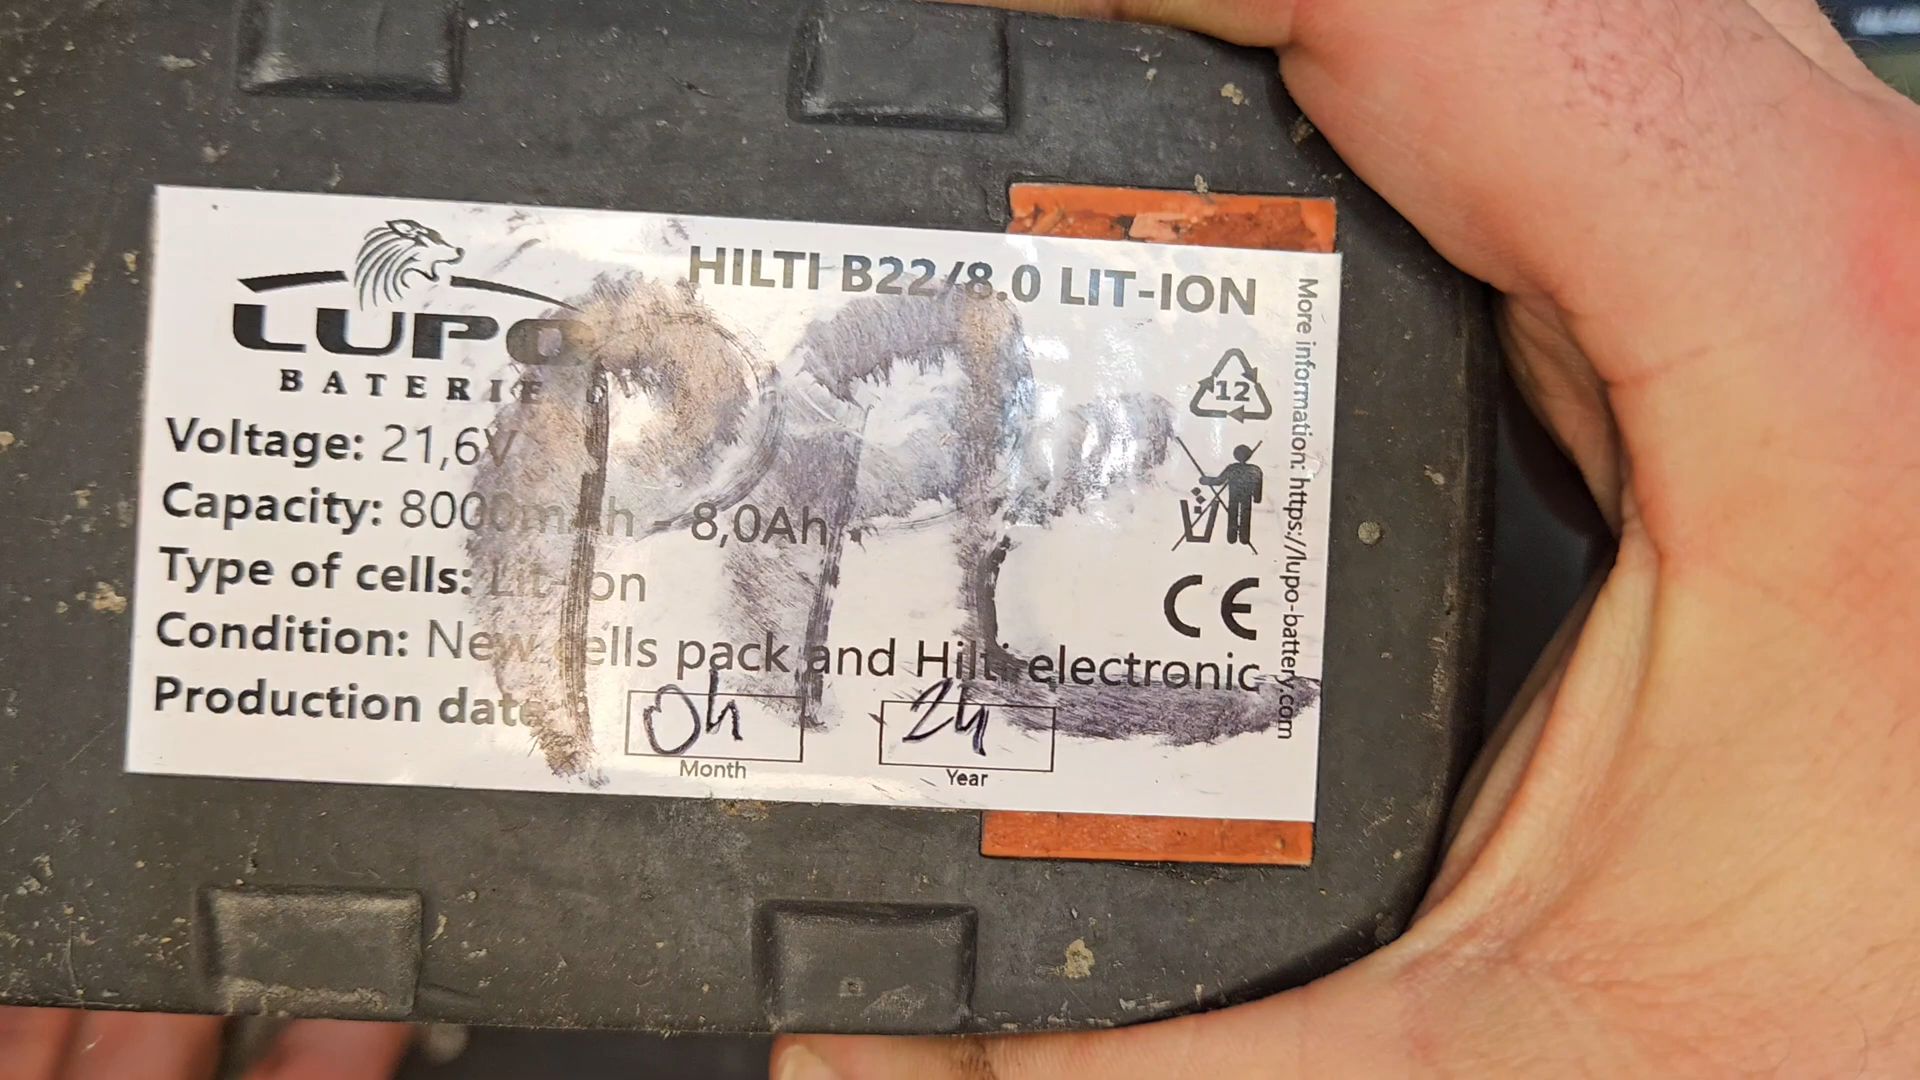 LUPO
BATERIE
HILTI B22/8.0 LIT-ION
Voltage: 21,6V
Capacity: 8000mAh - 8,0Ah
Type of cells: Lit-Ion
Condition: New cells pack and Hilti electronic
Production date:
04
24
Month
Year
12
CE
More information: https://lupo-battery.com